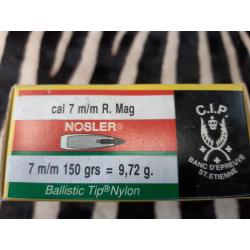 cal 7 m/m R. Mag
NOSLER®
7 m/m 150 grs = 9,72 g.
Ballistic Tip® Nylon
C.I.P
BANC D'EPREUVE
ST. ETIENNE